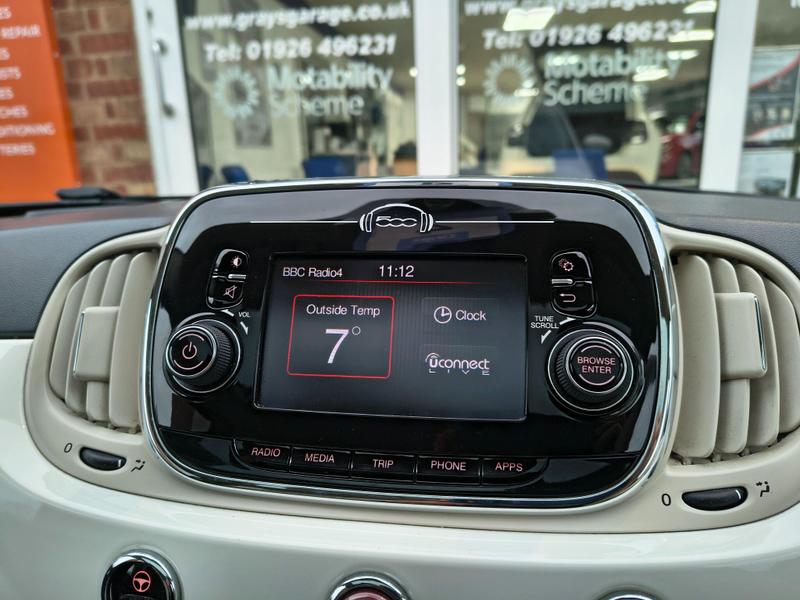 www.graysgarage.co.uk
Tel: 01926 496231
Motability
Scheme
www.graysgarage.co.uk
Tel: 01926 496231
Motability
Scheme
REPAIR
500
BBC Radio4 11:12
Outside Temp
7°
Clock
uconnect
LIVE
VOL
TUNE
SCROLL
BROWSE
ENTER
RADIO MEDIA TRIP PHONE APPS
0
0